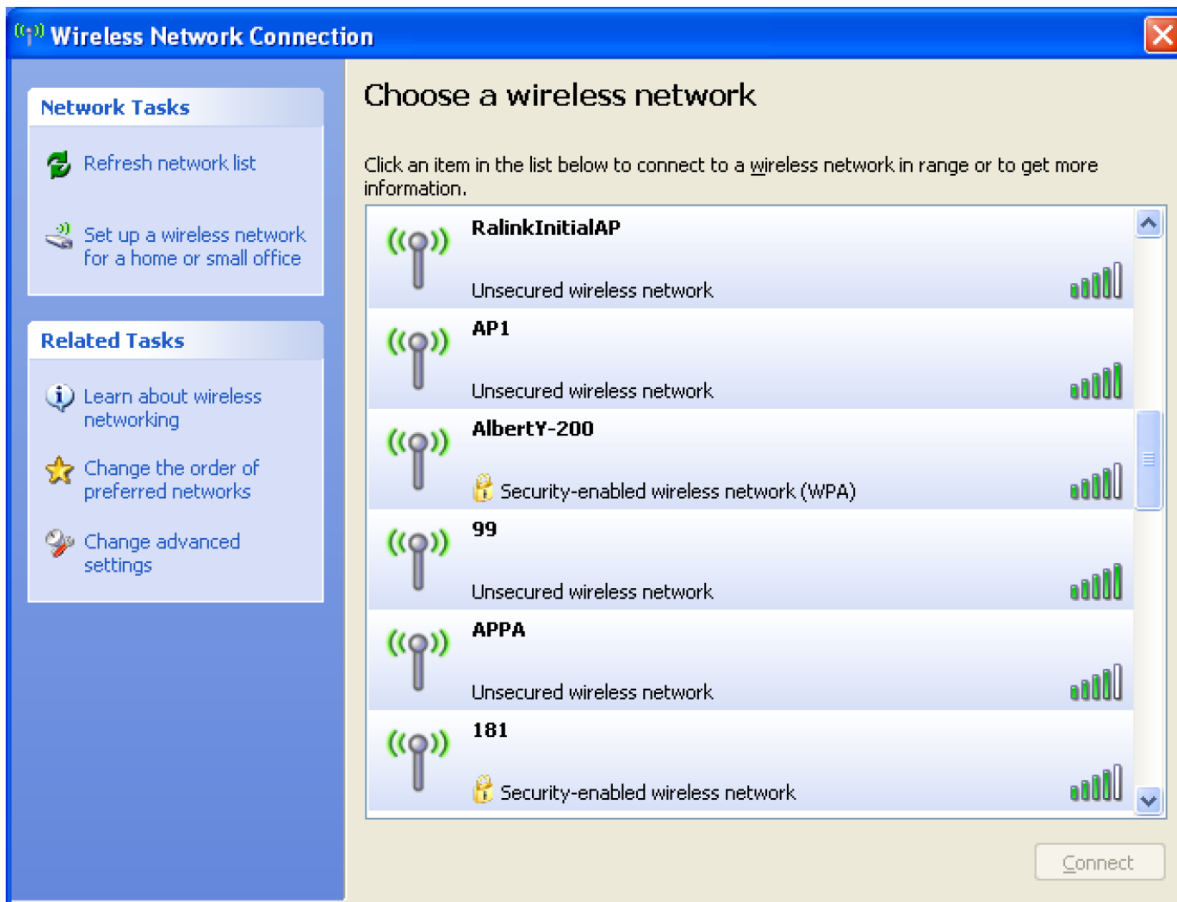 Wireless Network Connection
Network Tasks
Refresh network list
Set up a wireless network
for a home or small office
Related Tasks
Learn about wireless
networking
Change the order of
preferred networks
Change advanced
settings
Choose a wireless network
Click an item in the list below to connect to a wireless network in range or to get more
information.
RalinkInitialAP
Unsecured wireless network
AP1
Unsecured wireless network
AlbertY-200
Security-enabled wireless network (WPA)
99
Unsecured wireless network
APPA
Unsecured wireless network
181
Security-enabled wireless network
Connect